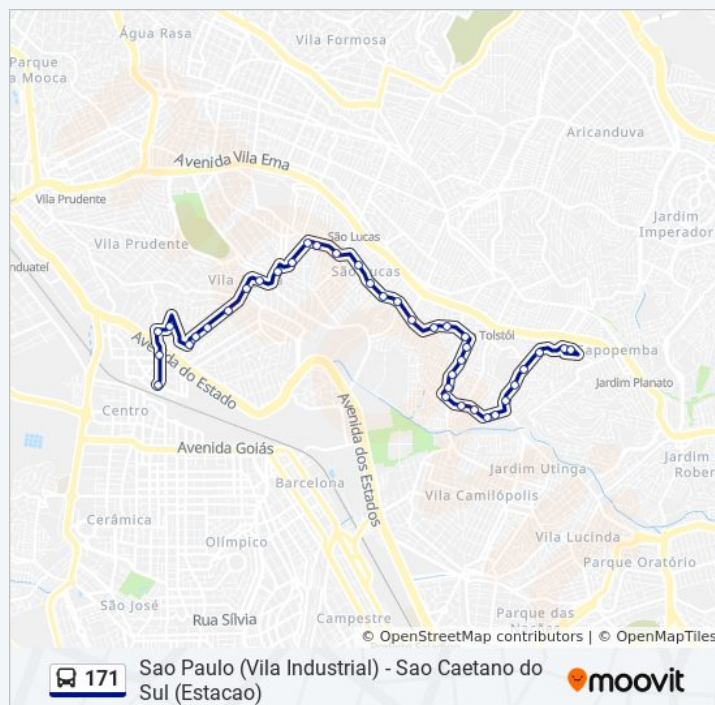 Água Rasa
Vila Formosa
Parque
a Mooca
Aricanduva
Avenida Vila Ema
Vila Prudente
Jardim
Imperador
Vila Prudente
São Lucas
nduateí
São Lucas
Tolstói
Sapopemba
Avenida do Estado
Jardim Planato
Centro
Avenida Goiás
Avenida dos Estados
Jardim Utinga
Jardim
Rober
Barcelona
Vila Camilópolis
Cerâmica
Olímpico
Vila Lucinda
Parque Oratório
São José
Rua Sílvia
Campestre
Parque das
© OpenStreetMap contributors | © OpenMapTiles
171
Sao Paulo (Vila Industrial) - Sao Caetano do
Sul (Estacao)
moovit